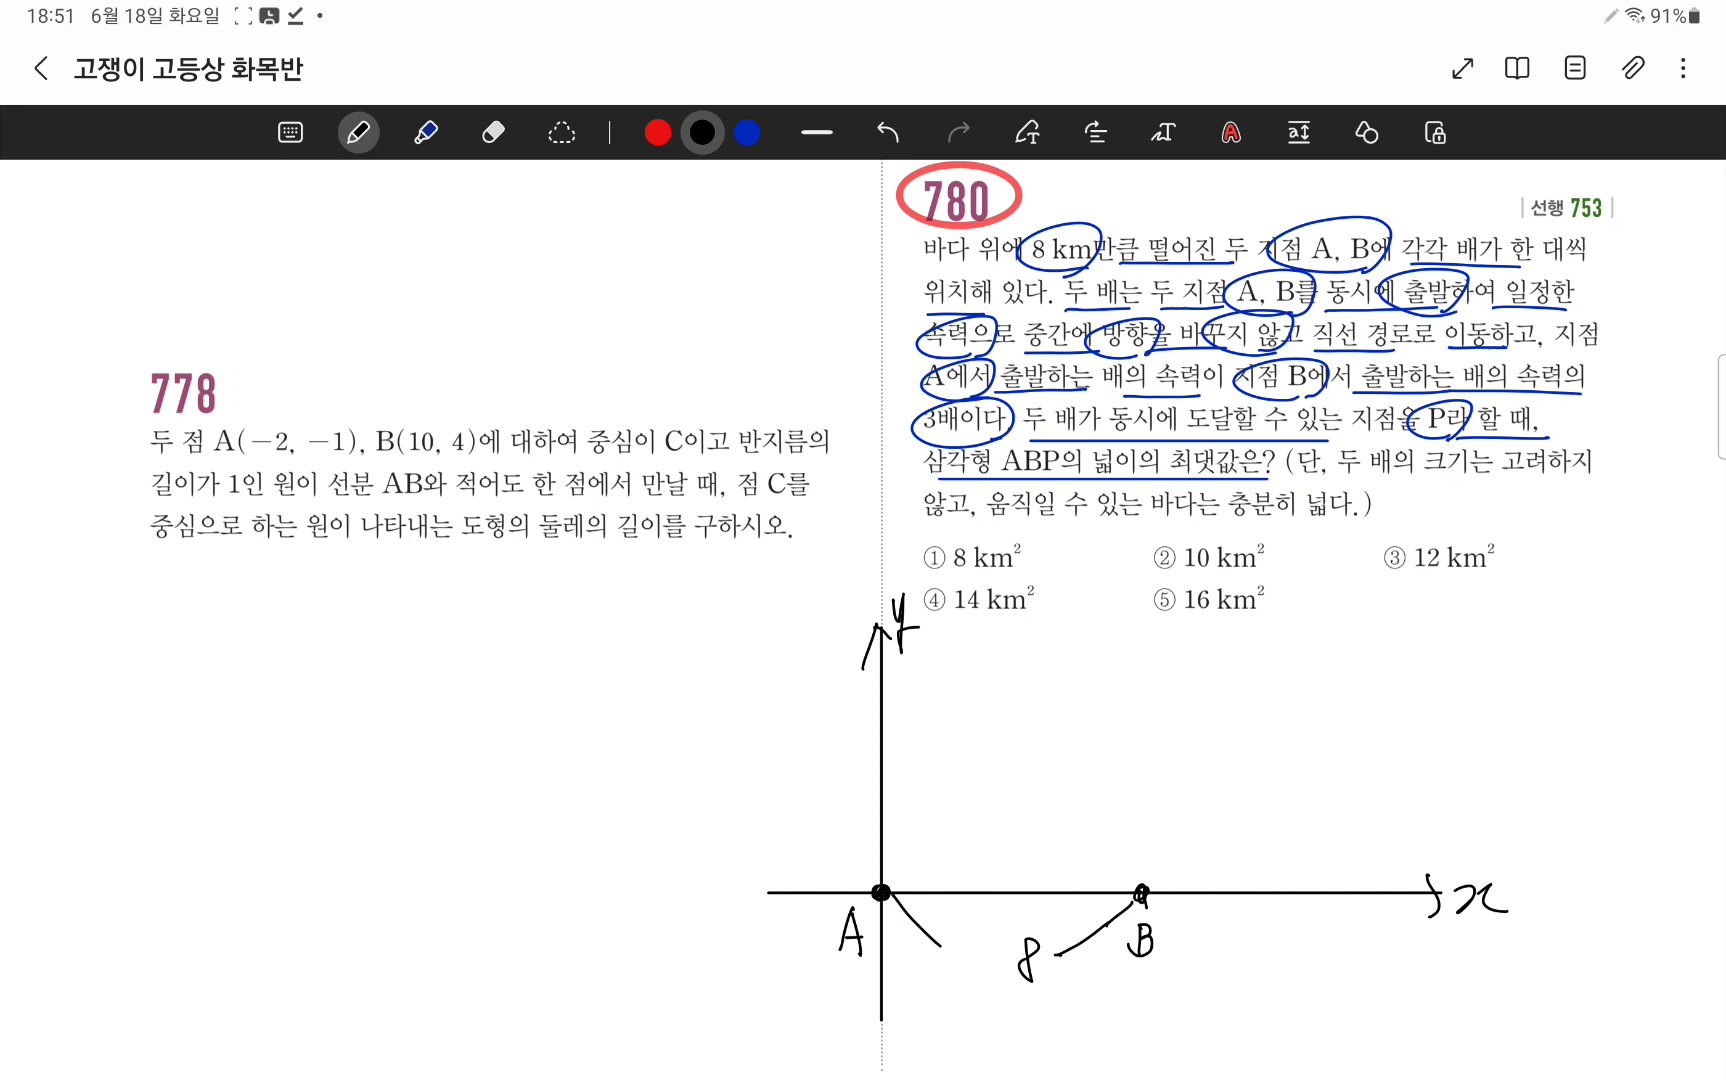 18:51 6월 18일 화요일
91%
고쟁이 고등상 화목반
778
두 점 A(−2, −1), B(10, 4)에 대하여 중심이 C이고 반지름의
길이가 1인 원이 선분 AB와 적어도 한 점에서 만날 때, 점 C를
중심으로 하는 원이 나타내는 도형의 둘레의 길이를 구하시오.
780
선행 753
바다 위에 8 km만큼 떨어진 두 지점 A, B에 각각 배가 한 대씩
위치해 있다. 두 배는 두 지점 A, B를 동시에 출발하여 일정한
속력으로 중간에 방향을 바꾸지 않고 직선 경로로 이동하고, 지점
A에서 출발하는 배의 속력이 지점 B에서 출발하는 배의 속력의
3배이다. 두 배가 동시에 도달할 수 있는 지점을 P라 할 때,
삼각형 ABP의 넓이의 최댓값은? (단, 두 배의 크기는 고려하지
않고, 움직일 수 있는 바다는 충분히 넓다.)
① 8 km² ② 10 km² ③ 12 km²
④ 14 km² ⑤ 16 km²
y
x
A
8
B